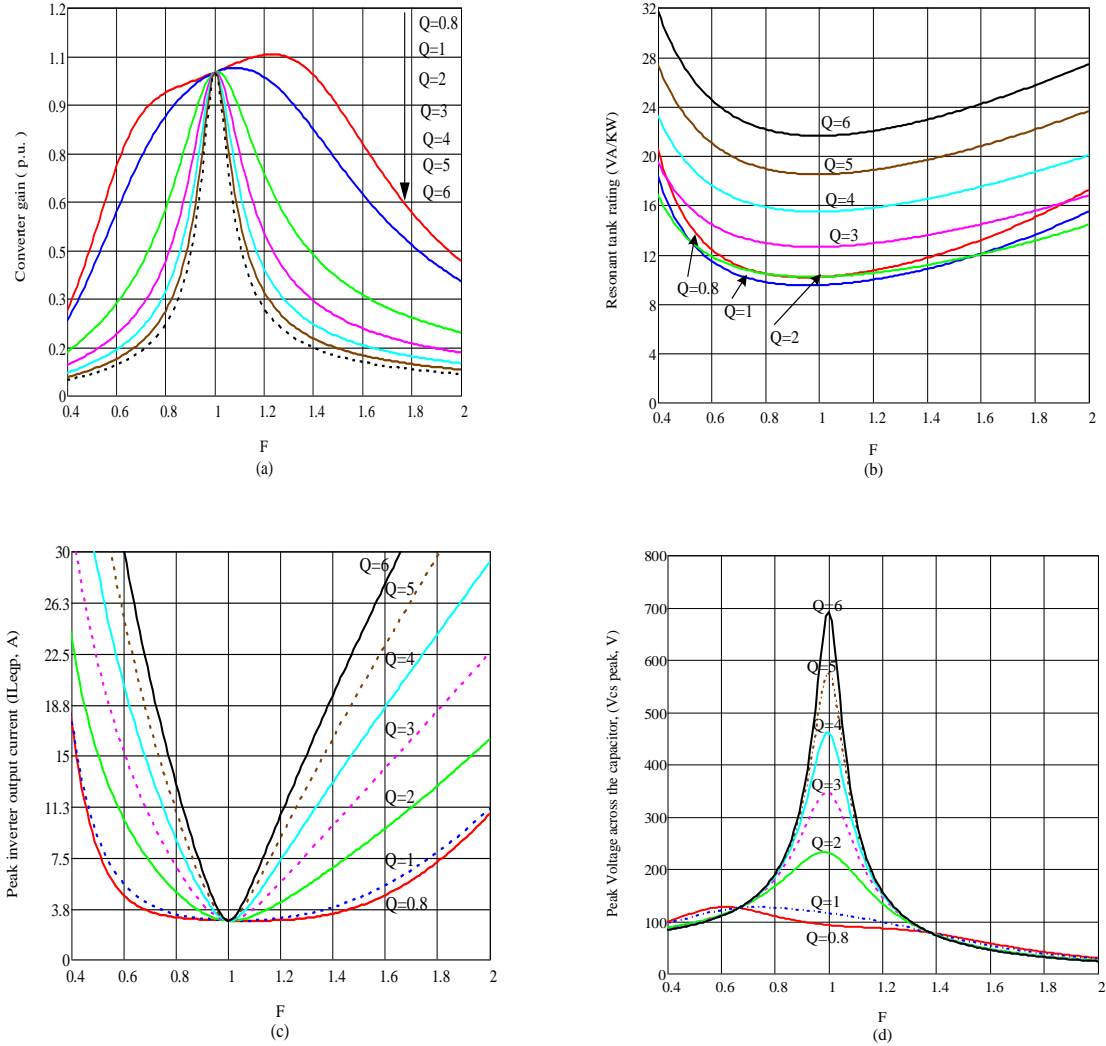 1.2
1.1
0.9
0.8
0.6
0.5
0.3
0.2
0
Converter gain ( p.u. )
Q=0.8
Q=1
Q=2
Q=3
Q=4
Q=5
Q=6
0.4 0.6 0.8 1 1.2 1.4 1.6 1.8 2
F
(a)
32
28
24
20
16
12
8
4
0
Resonant tank rating (VA/KW)
Q=6
Q=5
Q=4
Q=3
Q=0.8
Q=1
Q=2
0.4 0.6 0.8 1 1.2 1.4 1.6 1.8 2
F
(b)
30
26.3
22.5
18.8
15
11.3
7.5
3.8
0
Peak inverter output current (ILeqp, A)
Q=6
Q=5
Q=4
Q=3
Q=2
Q=1
Q=0.8
0.4 0.6 0.8 1 1.2 1.4 1.6 1.8 2
F
(c)
800
700
600
500
400
300
200
100
0
Peak Voltage across the capacitor, (Vcs peak, V)
Q=6
Q=5
Q=4
Q=3
Q=2
Q=1
Q=0.8
0.4 0.6 0.8 1 1.2 1.4 1.6 1.8 2
F
(d)